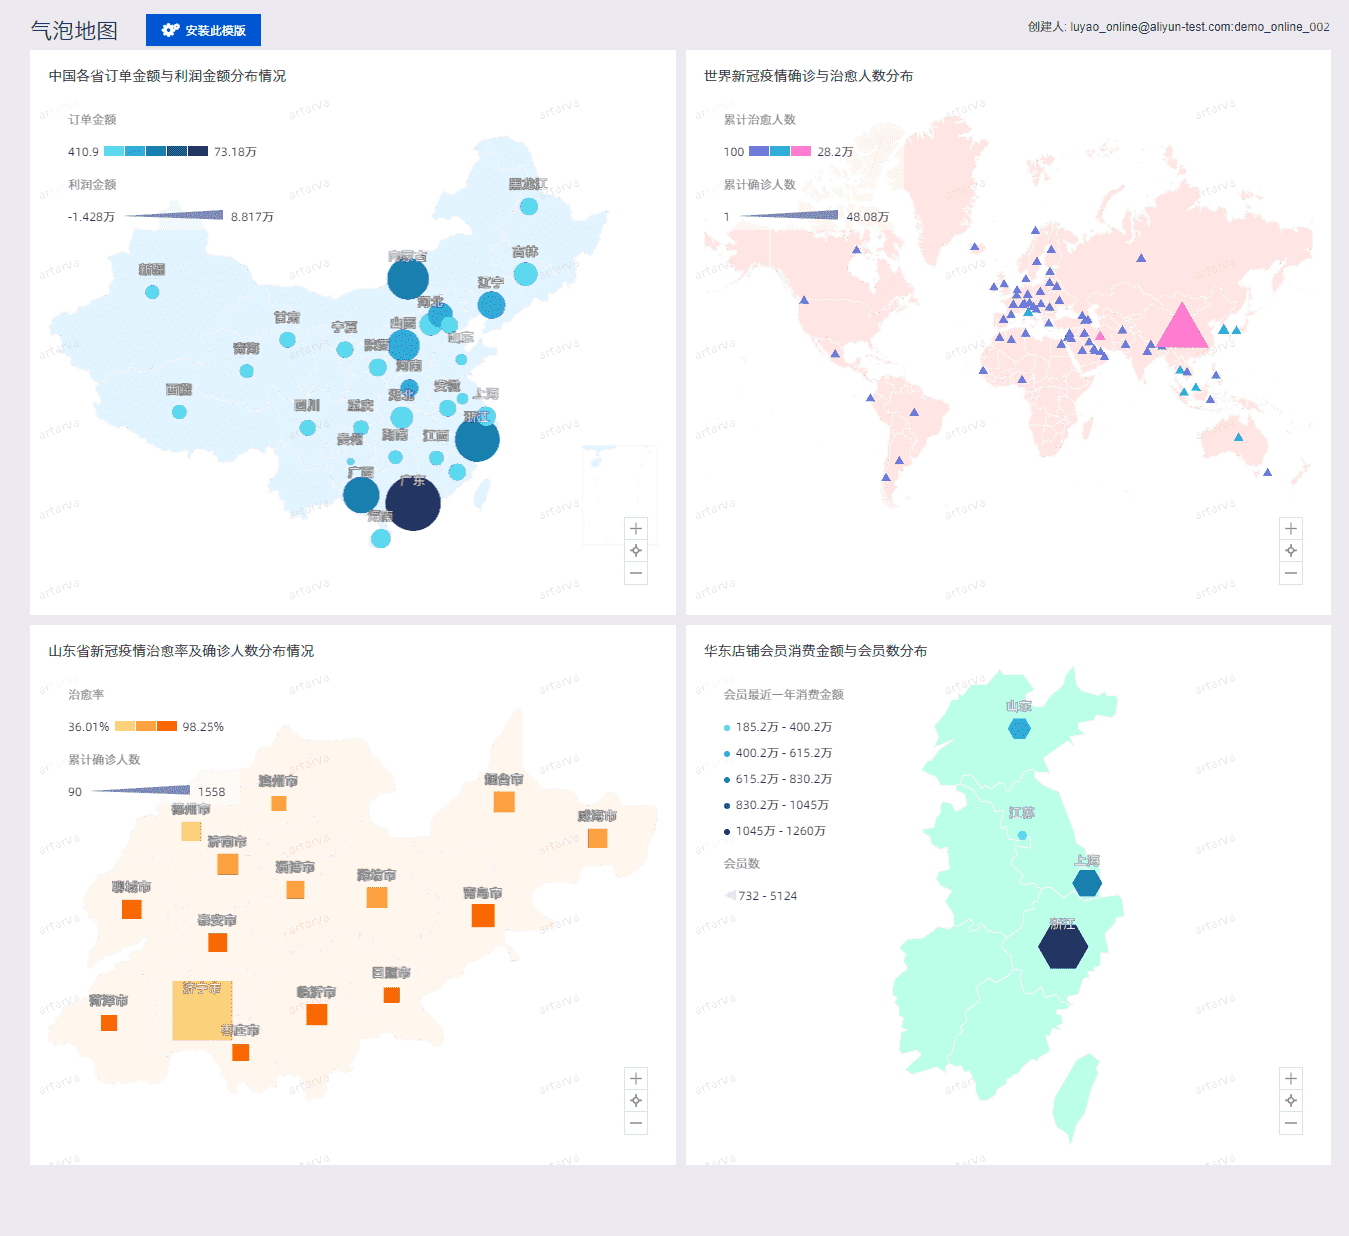 气泡地图
安装此模版
创建人: luyao_online@aliyun-test.com:demo_online_002
中国各省订单金额与利润金额分布情况
订单金额
410.9 73.18万
利润金额
-1.428万 8.817万
黑龙江
吉林
内蒙古
新疆
辽宁
河北
甘肃
宁夏
山西
山东
青海
陕西
河南
西藏
安徽
上海
湖北
四川
重庆
浙江
贵州
湖南
江西
广西
广东
海南
世界新冠疫情确诊与治愈人数分布
累计治愈人数
100 28.2万
累计确诊人数
1 48.08万
山东省新冠疫情治愈率及确诊人数分布情况
治愈率
36.01% 98.25%
累计确诊人数
90 1558
滨州市
烟台市
德州市
威海市
济南市
淄博市
潍坊市
聊城市
青岛市
泰安市
日照市
济宁市
临沂市
菏泽市
枣庄市
华东店铺会员消费金额与会员数分布
会员最近一年消费金额
185.2万 - 400.2万
400.2万 - 615.2万
615.2万 - 830.2万
830.2万 - 1045万
1045万 - 1260万
会员数
732 - 5124
山东
江苏
上海
浙江
artarva